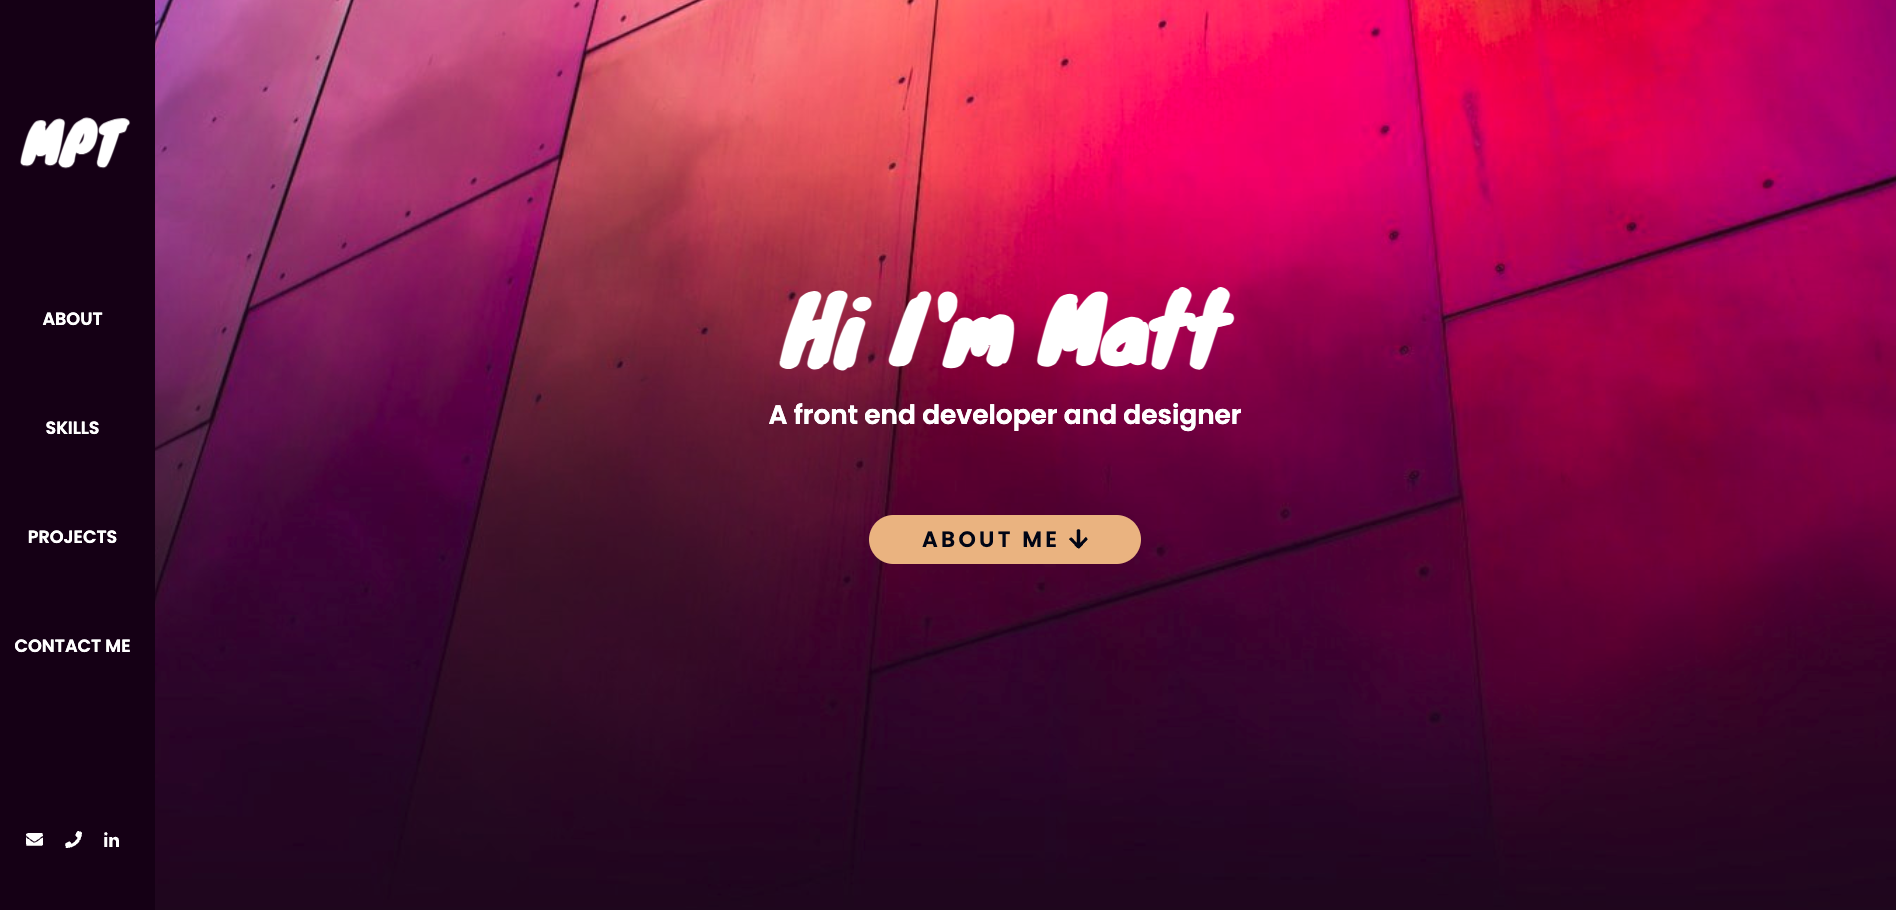 MPT
ABOUT
SKILLS
PROJECTS
CONTACT ME
in
Hi I'm Matt
A front end developer and designer
ABOUT ME